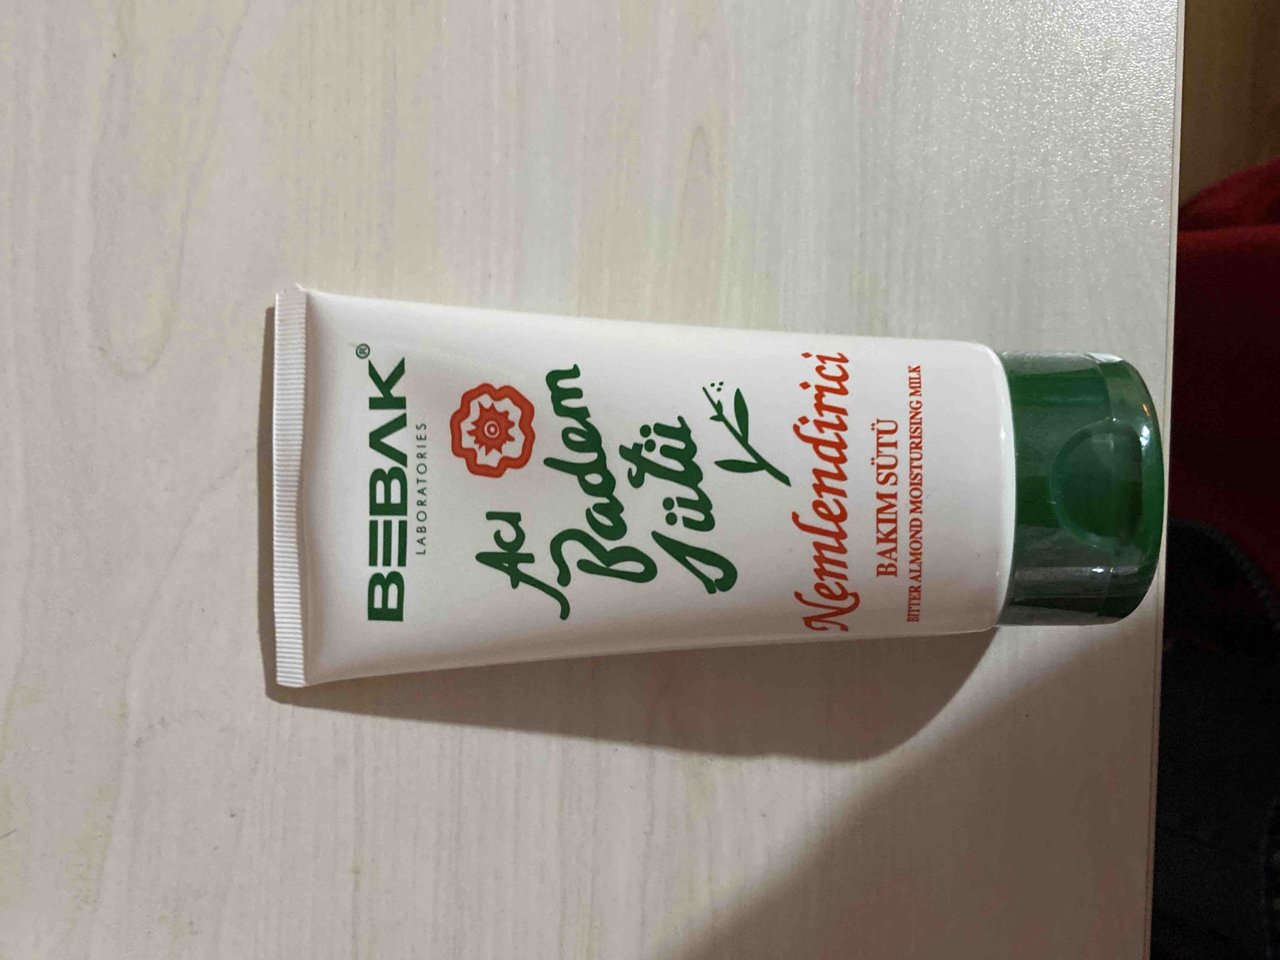 BEBAK®
LABORATORIES
Acı
Badem
Sütü
Nemlendirici
BAKIM SÜTÜ
BITTER ALMOND MOISTURISING MILK